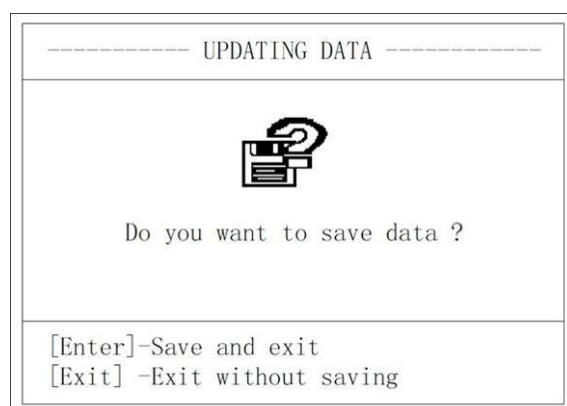 ----------- UPDATING DATA ------------
Do you want to save data ?
[Enter]-Save and exit
[Exit] -Exit without saving